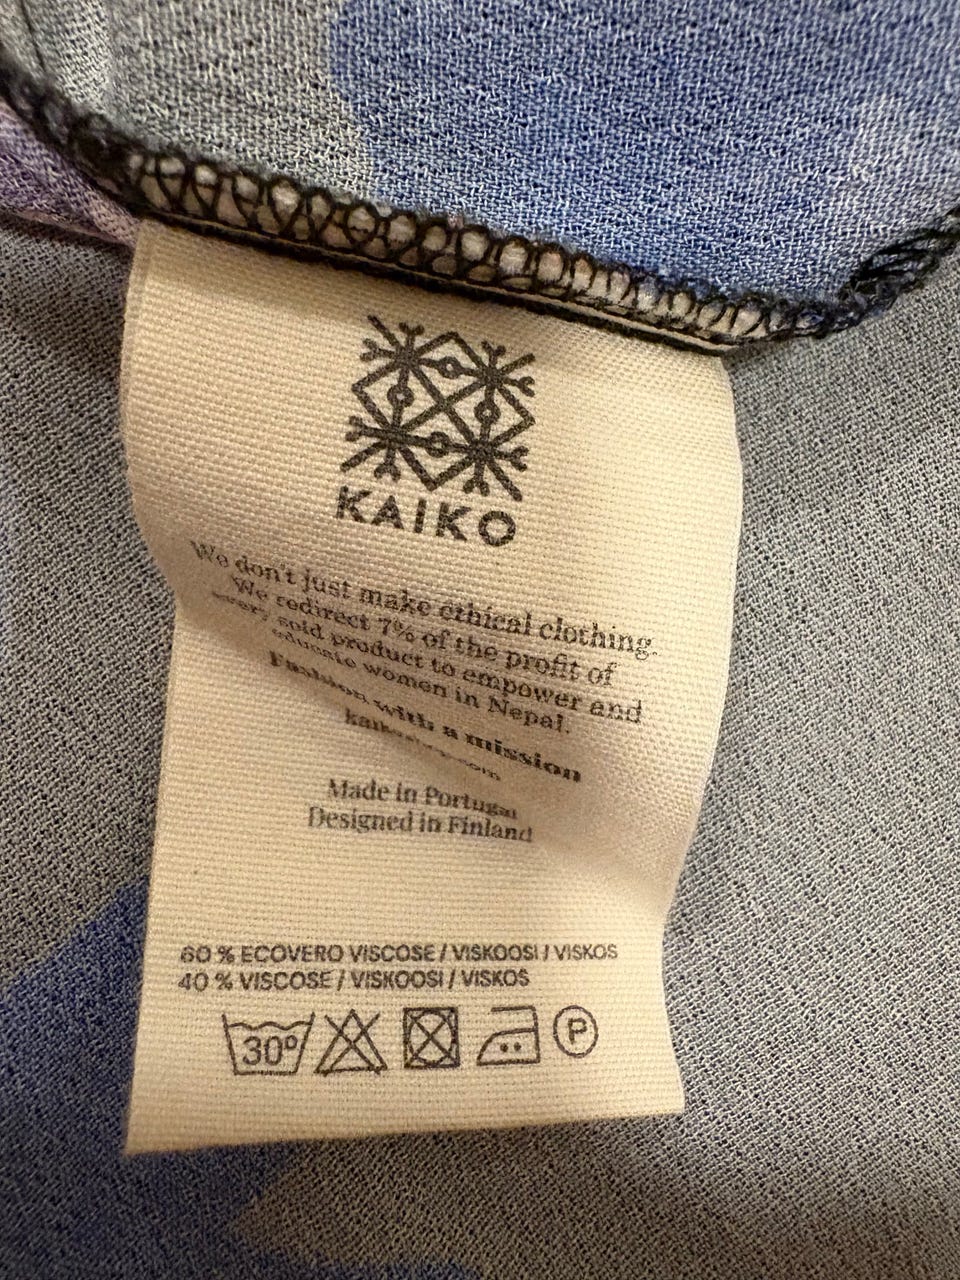 KAIKO
We don't just make ethical clothing.
We redirect 7% of the profit of
every sold product to empower and
educate women in Nepal.
Fashion with a mission
Made in Portugal
Designed in Finland
60 % ECOVERO VISCOSE / VISKOOSI / VISKOS
40 % VISCOSE / VISKOOSI / VISKOS
30° P